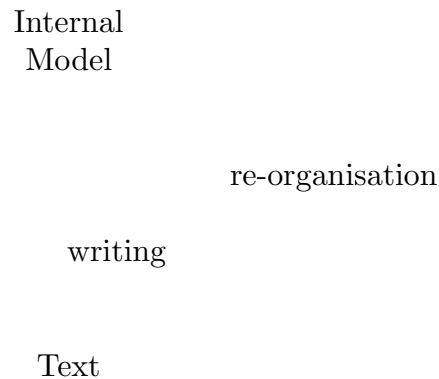 Internal
Model
re-organisation
writing
Text